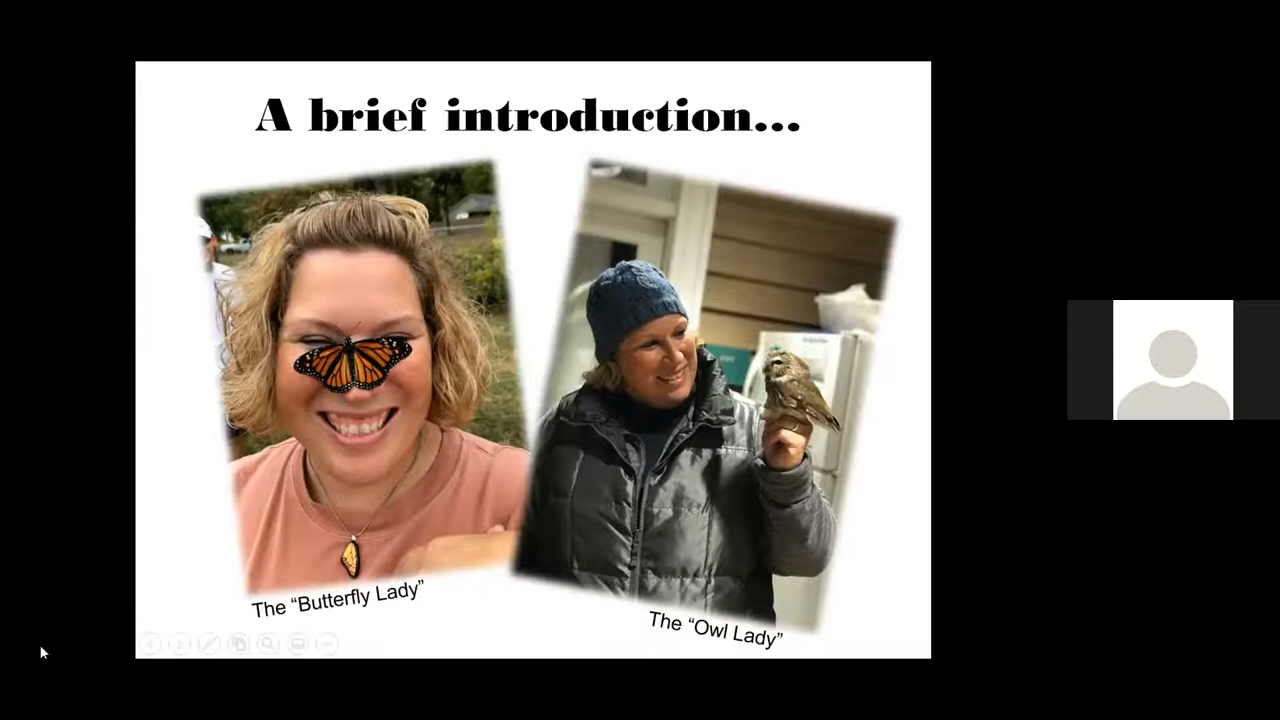 A brief introduction...
The “Butterfly Lady”
The “Owl Lady”